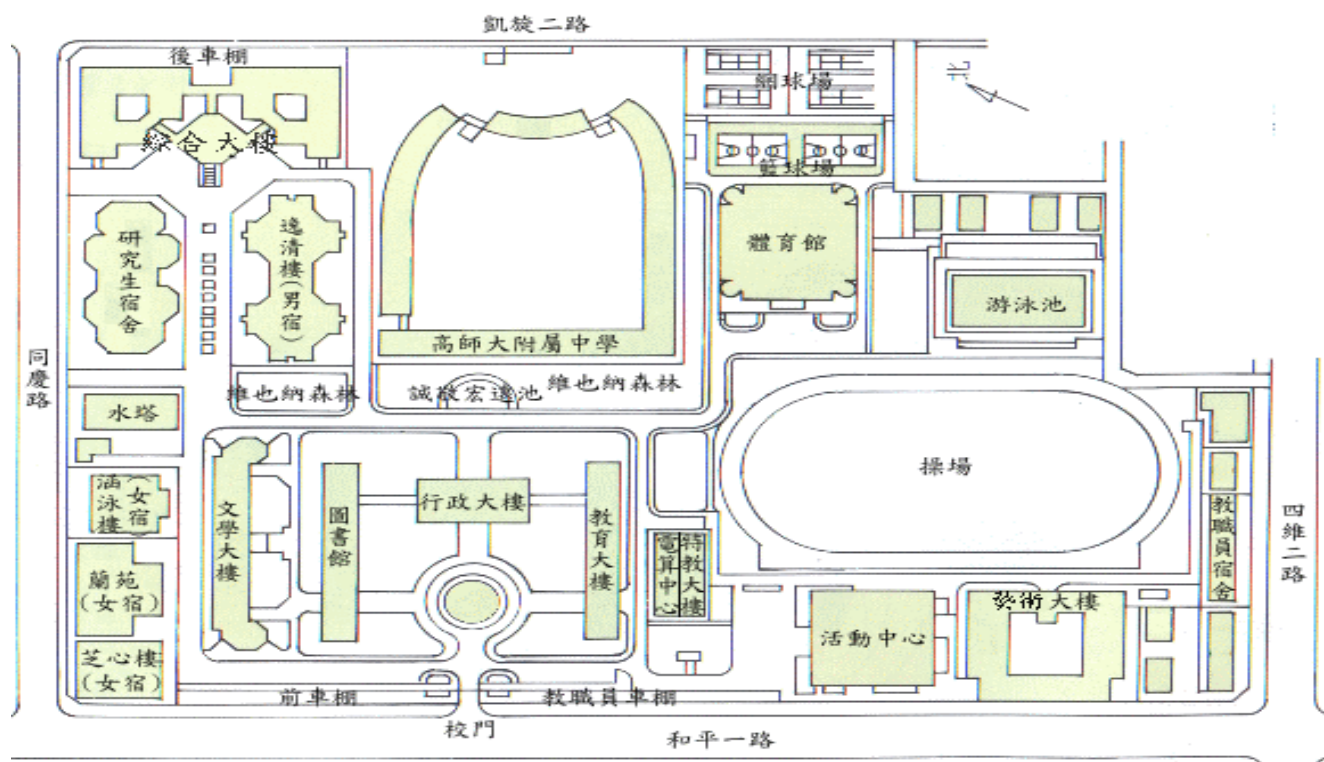 凱旋二路
後車棚
北
網球場
綜合大樓
籃球場
研究生宿舍
逸清樓(男宿)
體育館
游泳池
高師大附屬中學
同慶路
維也納森林
誠敬宏遠池
維也納森林
水塔
操場
涵泳樓
(女宿)
文學大樓
圖書館
行政大樓
教育大樓
電算中心
特教大樓
教職員宿舍
四維二路
蘭苑
(女宿)
藝術大樓
活動中心
芝心樓
(女宿)
前車棚
教職員車棚
校門
和平一路